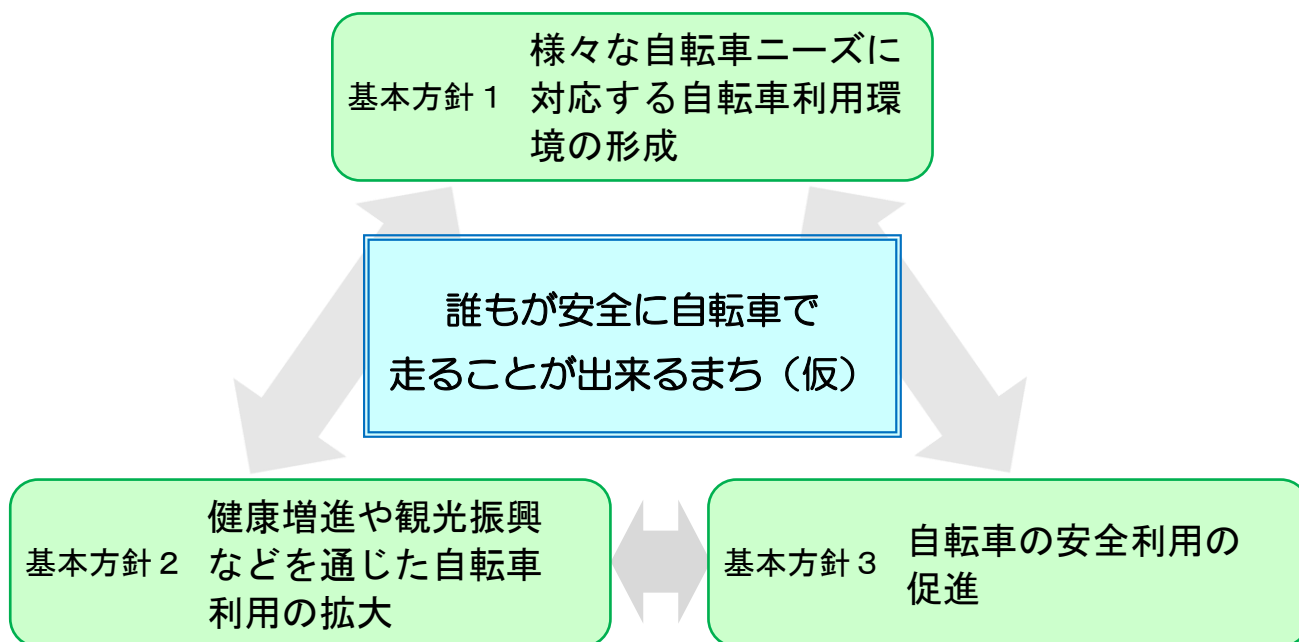 基本方針１
様々な自転車ニーズに
対応する自転車利用環
境の形成
誰もが安全に自転車で
走ることが出来るまち（仮）
基本方針２
健康増進や観光振興
などを通じた自転車
利用の拡大
基本方針３
自転車の安全利用の
促進